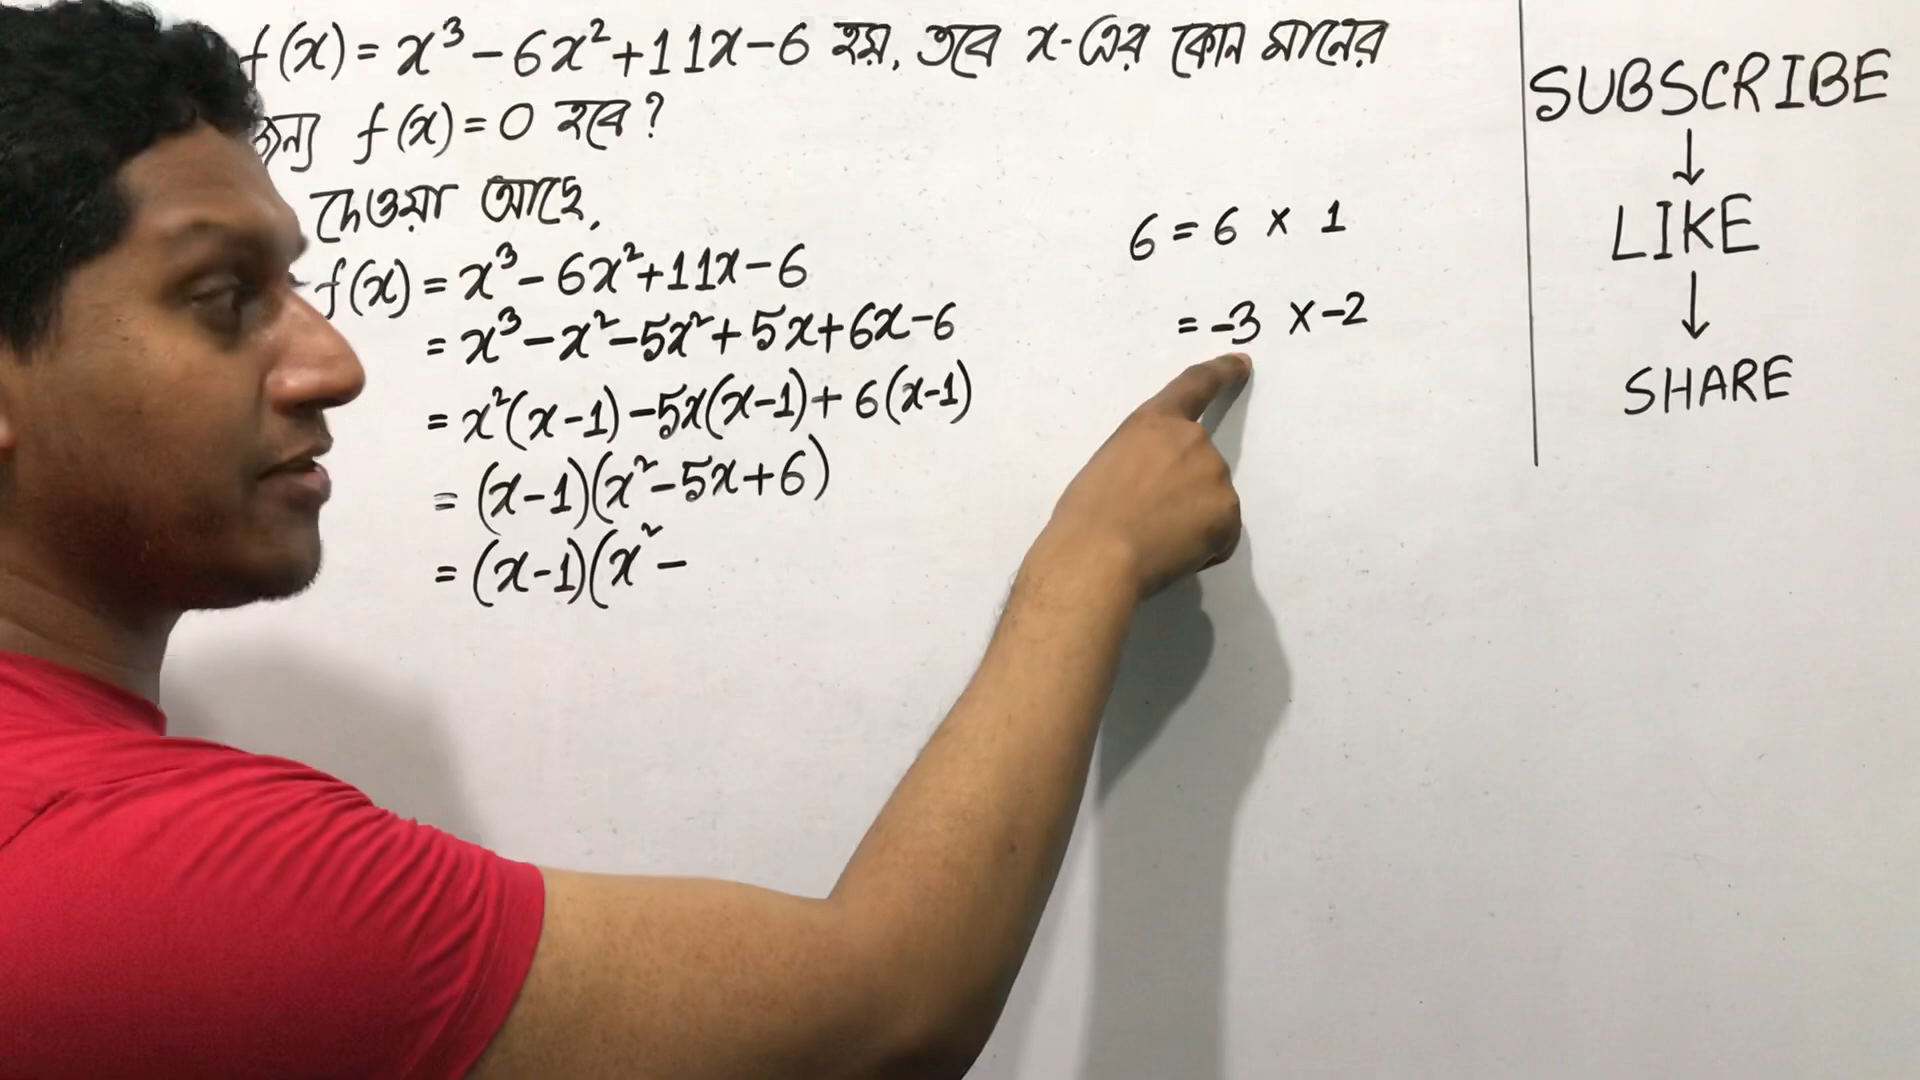 f(x) = x³ – 6x² + 11x – 6 হয়, তবে x-এর কোন মানের
জন্য f(x) = 0 হবে?
দেওয়া আছে,
f(x) = x³ – 6x² + 11x – 6
= x³ – x² – 5x² + 5x + 6x – 6
= x²(x–1) – 5x(x–1) + 6(x–1)
= (x–1)(x² – 5x + 6)
= (x–1)(x² –
6 = 6 × 1
= –3 × –2
SUBSCRIBE
↓
LIKE
↓
SHARE